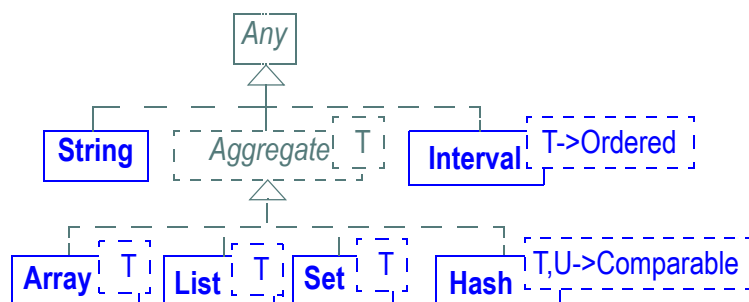 Any
String Aggregate T Interval T->Ordered
Array T List T Set T Hash T,U->Comparable